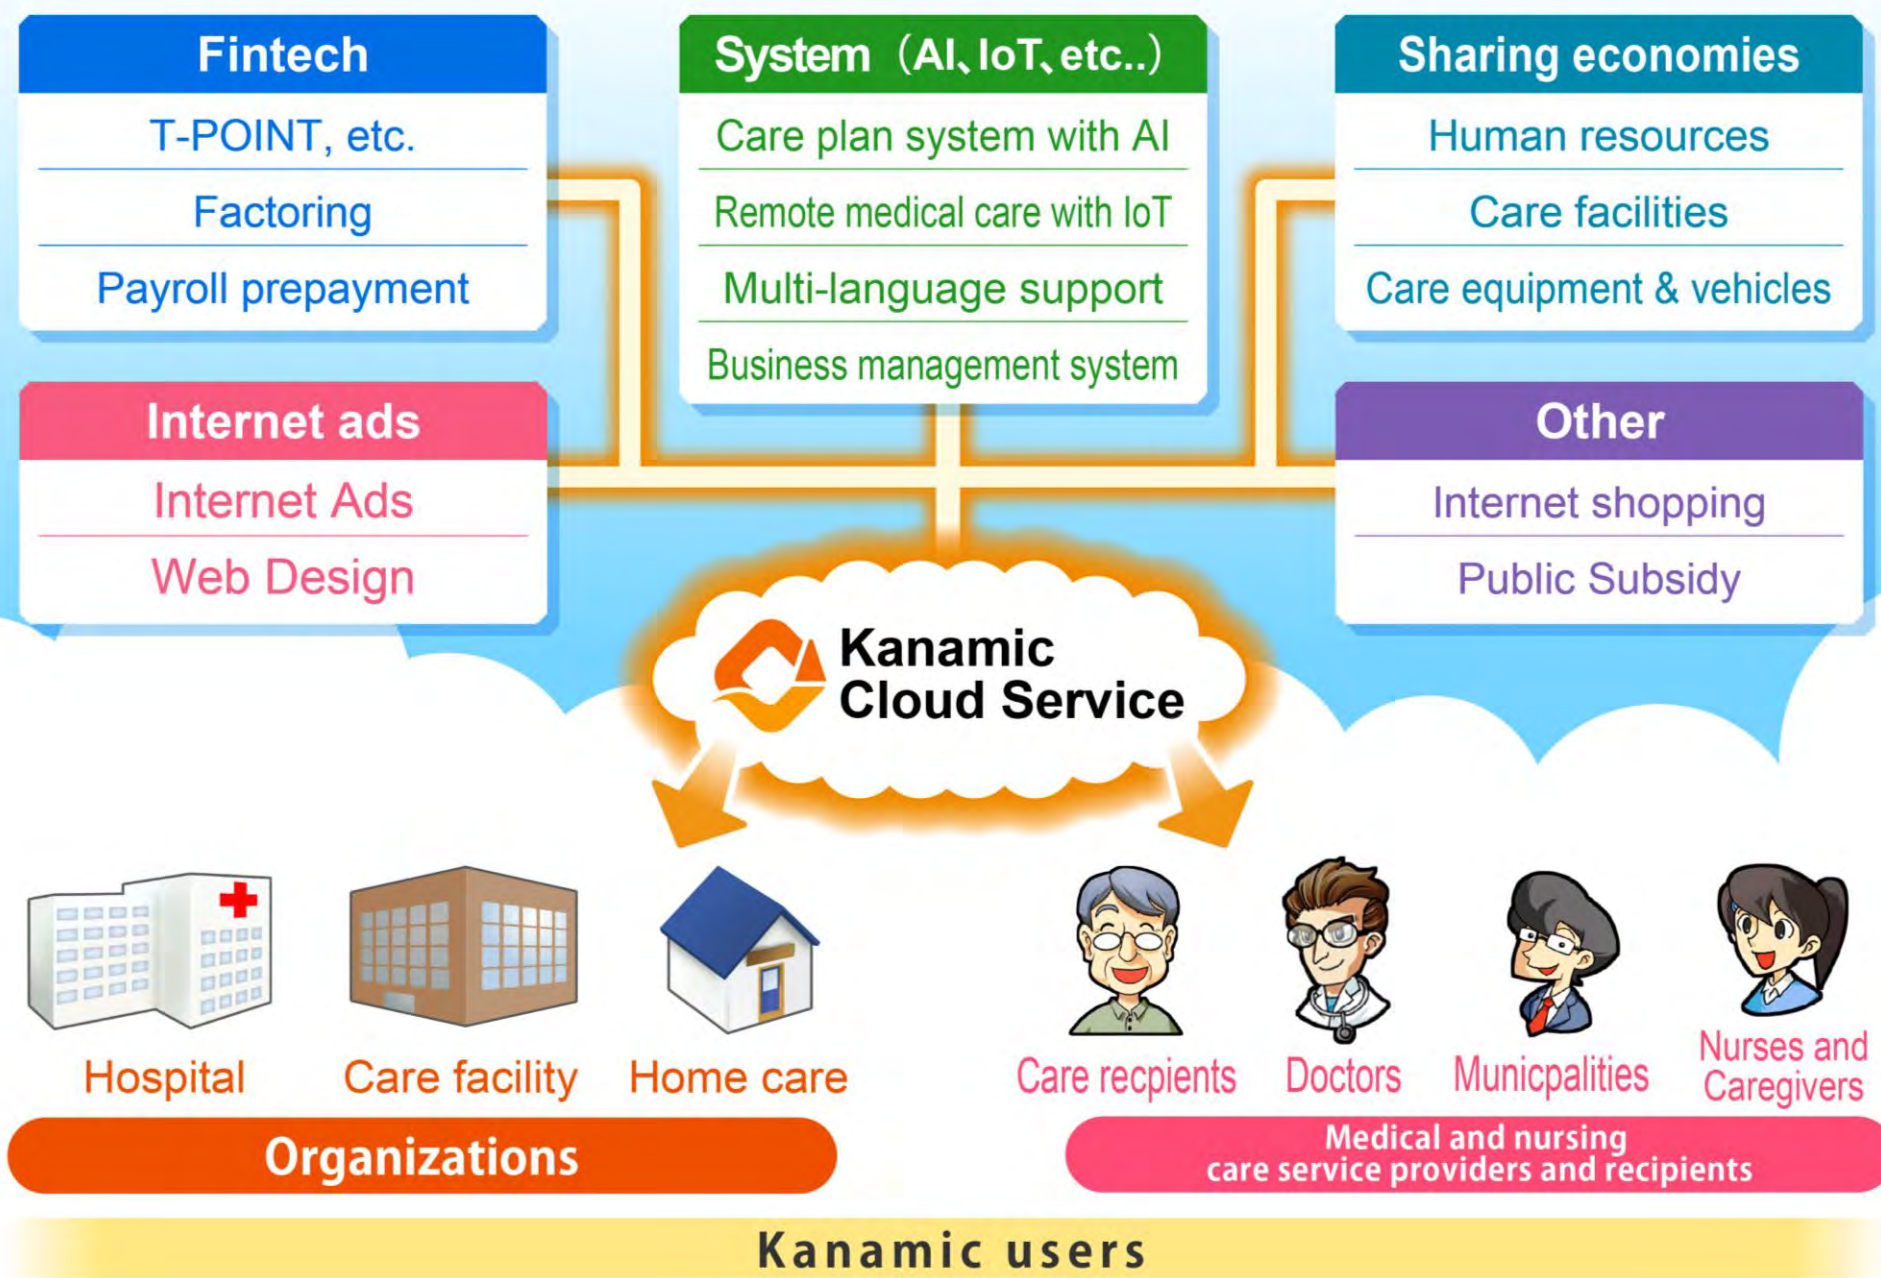 Fintech
T-POINT, etc.
Factoring
Payroll prepayment
System（AI、IoT、etc..）
Care plan system with AI
Remote medical care with IoT
Multi-language support
Business management system
Sharing economies
Human resources
Care facilities
Care equipment & vehicles
Internet ads
Internet Ads
Web Design
Other
Internet shopping
Public Subsidy
Kanamic
Cloud Service
Hospital
Care facility
Home care
Organizations
Care recpients
Doctors
Municpalities
Nurses and
Caregivers
Medical and nursing
care service providers and recipients
Kanamic users